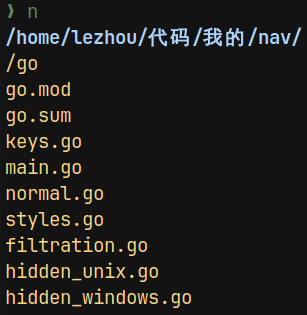 ❯ n
/home/lezhou/代码/我的/nav/
/go
go.mod
go.sum
keys.go
main.go
normal.go
styles.go
filtration.go
hidden_unix.go
hidden_windows.go